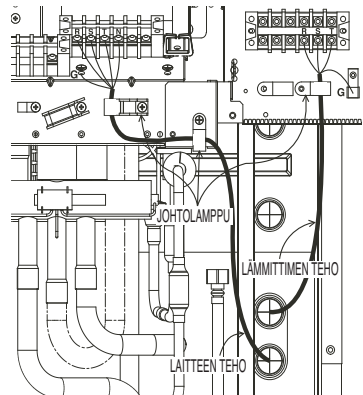 R S T N
R S T
G
G
JOHTOLAMPPU
LÄMMITTIMEN TEHO
LAITTEEN TEHO